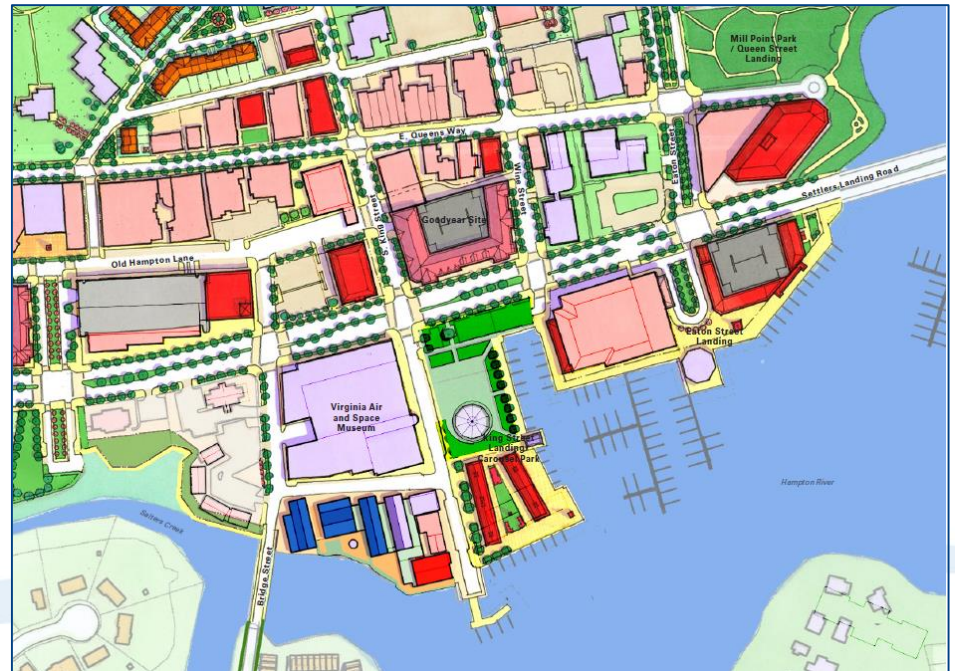 Mill Point Park
/ Queen Street
Landing
E. Queens Way
Eaton Street
Wine Street
Settlers Landing Road
Goodyear Site
S. King Street
Old Hampton Lane
Eaton Street
Landing
Virginia Air
and Space
Museum
King Street
Landing/
Carousel Park
Hampton River
Salters Creek
Bridge Street